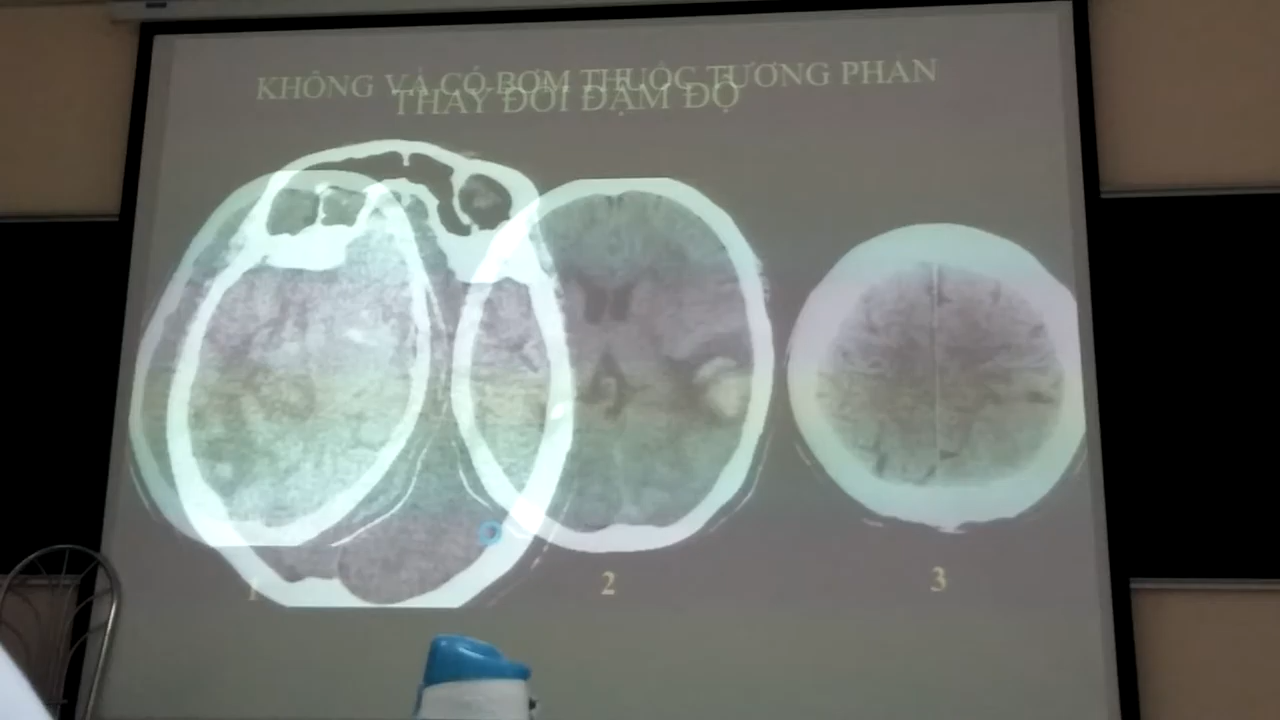 KHÔNG VÀ CÓ BƠM THUỐC TƯƠNG PHẢN
THAY ĐỔI ĐẬM ĐỘ
1
2
3